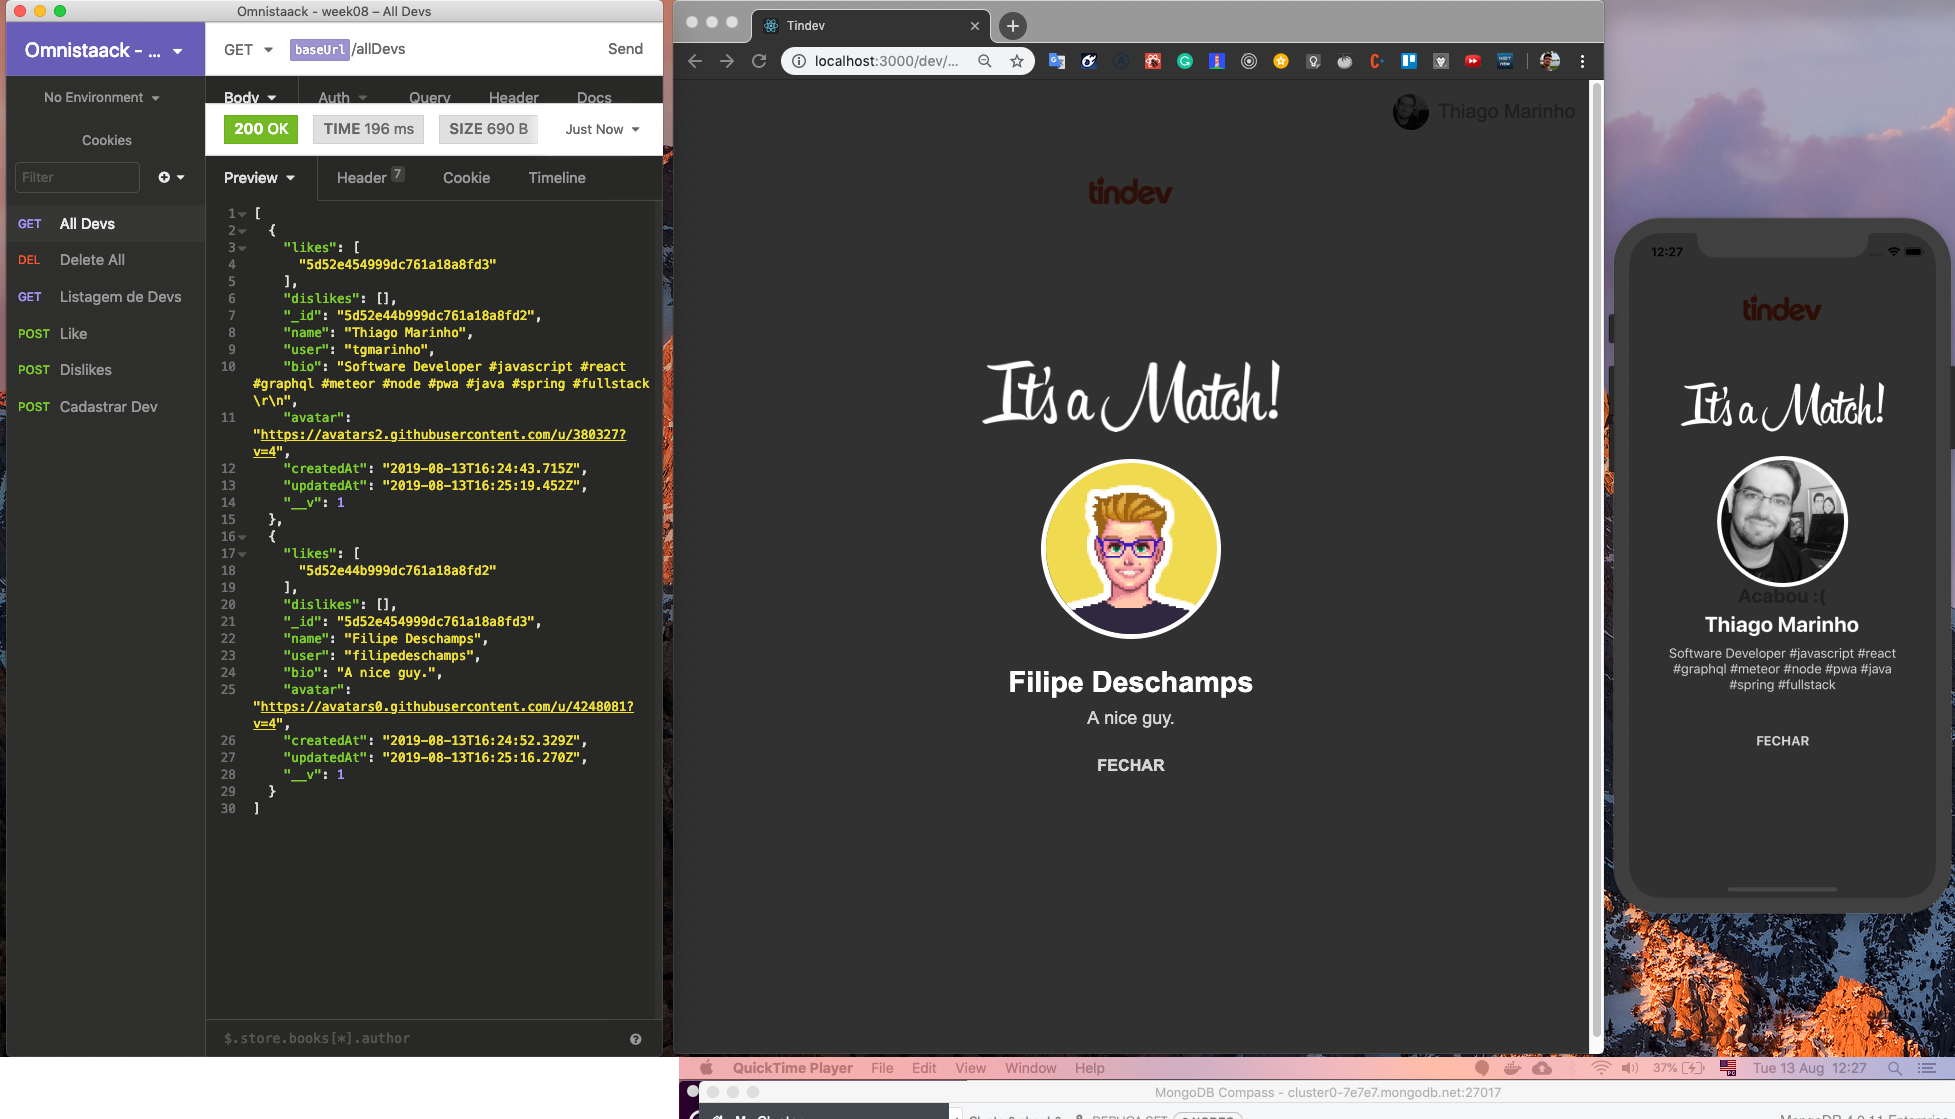 Omnistaack - week08 – All Devs
Omnistaack - ...
GET
baseUrl/allDevs
Send
No Environment
Body
Auth
Query
Header
Docs
200 OK
TIME 196 ms
SIZE 690 B
Just Now
Cookies
Filter
Preview
Header 7
Cookie
Timeline
GET All Devs
DEL Delete All
GET Listagem de Devs
POST Like
POST Dislikes
POST Cadastrar Dev
1 [
2 {
3 "likes": [
4 "5d52e454999dc761a18a8fd3"
5 ],
6 "dislikes": [],
7 "_id": "5d52e44b999dc761a18a8fd2",
8 "name": "Thiago Marinho",
9 "user": "tgmarinho",
10 "bio": "Software Developer #javascript #react
#graphql #meteor #node #pwa #java #spring #fullstack
\r\n",
11 "avatar":
"https://avatars2.githubusercontent.com/u/380327?
v=4",
12 "createdAt": "2019-08-13T16:24:43.715Z",
13 "updatedAt": "2019-08-13T16:25:19.452Z",
14 "__v": 1
15 },
16 {
17 "likes": [
18 "5d52e44b999dc761a18a8fd2"
19 ],
20 "dislikes": [],
21 "_id": "5d52e454999dc761a18a8fd3",
22 "name": "Filipe Deschamps",
23 "user": "filipedeschamps",
24 "bio": "A nice guy.",
25 "avatar":
"https://avatars0.githubusercontent.com/u/4248081?
v=4",
26 "createdAt": "2019-08-13T16:24:52.329Z",
27 "updatedAt": "2019-08-13T16:25:16.270Z",
28 "__v": 1
29 }
30 ]
$.store.books[*].author
Tindev
localhost:3000/dev/...
Thiago Marinho
tindev
It's a Match!
Filipe Deschamps
A nice guy.
FECHAR
12:27
tindev
It's a Match!
Acabou :(
Thiago Marinho
Software Developer #javascript #react
#graphql #meteor #node #pwa #java
#spring #fullstack
FECHAR
QuickTime Player File Edit View Window Help
37%
Tue 13 Aug 12:27
MongoDB Compass - cluster0-7e7e7.mongodb.net:27017